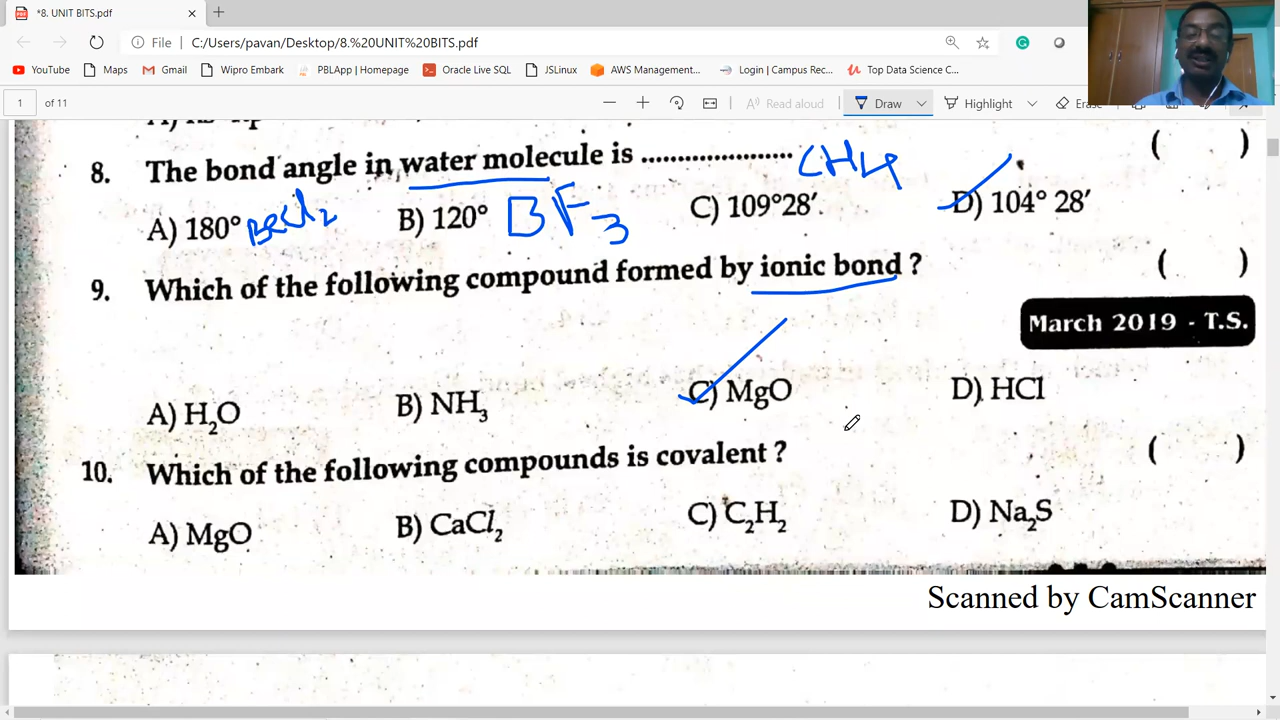 *8. UNIT BITS.pdf
File C:/Users/pavan/Desktop/8.%20UNIT%20BITS.pdf
YouTube Maps Gmail Wipro Embark PBLApp | Homepage Oracle Live SQL JSLinux AWS Management... Login | Campus Rec... Top Data Science C...
1 of 11 Read aloud Draw Highlight Erase
8. The bond angle in water molecule is ..................... CH4 ( )
A) 180° BeCl2 B) 120° BF3 C) 109°28′. D) 104° 28′
9. Which of the following compound formed by ionic bond ? ( )
March 2019 - T.S.
A) H₂O B) NH₃ C) MgO D) HCl
10. Which of the following compounds is covalent ? ( )
A) MgO B) CaCl₂ C) C₂H₂ D) Na₂S
Scanned by CamScanner